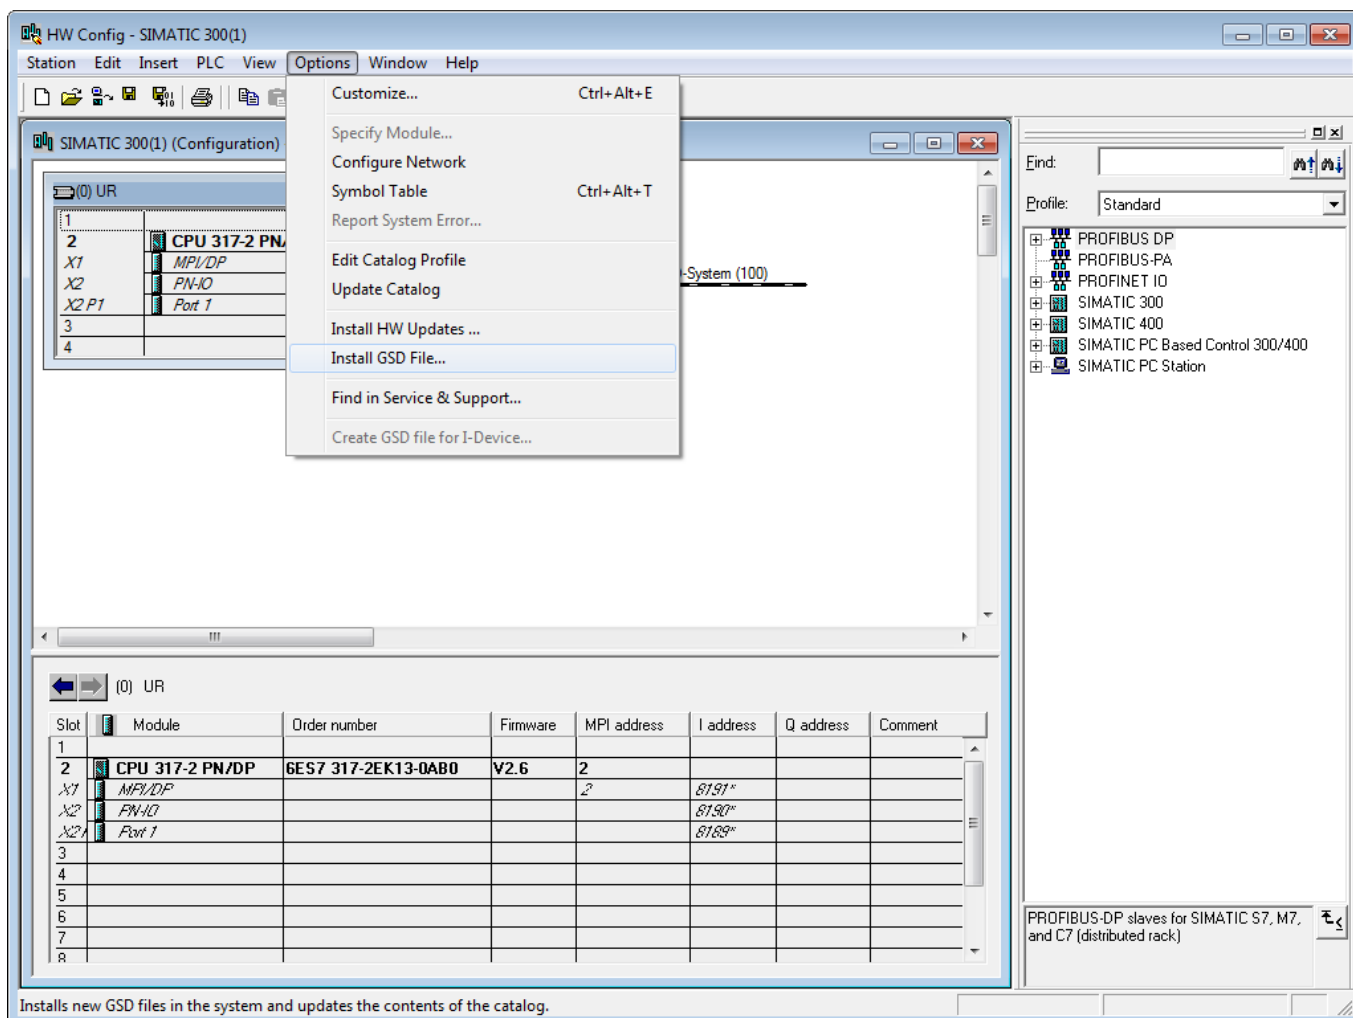 HW Config - SIMATIC 300(1)
Station Edit Insert PLC View Options Window Help
Customize... Ctrl+Alt+E
Specify Module...
Configure Network
Symbol Table Ctrl+Alt+T
Report System Error...
Edit Catalog Profile
Update Catalog
Install HW Updates ...
Install GSD File...
Find in Service & Support...
Create GSD file for I-Device...
SIMATIC 300(1) (Configuration)
(0) UR
1
2 CPU 317-2 PN/
X1 MPI/DP
X2 PN-IO
X2 P1 Port 1
3
4
-System (100)
Find:
Profile: Standard
PROFIBUS DP
PROFIBUS-PA
PROFINET IO
SIMATIC 300
SIMATIC 400
SIMATIC PC Based Control 300/400
SIMATIC PC Station
(0) UR
Slot Module Order number Firmware MPI address I address Q address Comment
1
2 CPU 317-2 PN/DP 6ES7 317-2EK13-0AB0 V2.6 2
X1 MPI/DP 2 8191*
X2 PN-IO 8190*
X2 Port 1 8189*
3
4
5
6
7
8
PROFIBUS-DP slaves for SIMATIC S7, M7,
and C7 (distributed rack)
Installs new GSD files in the system and updates the contents of the catalog.